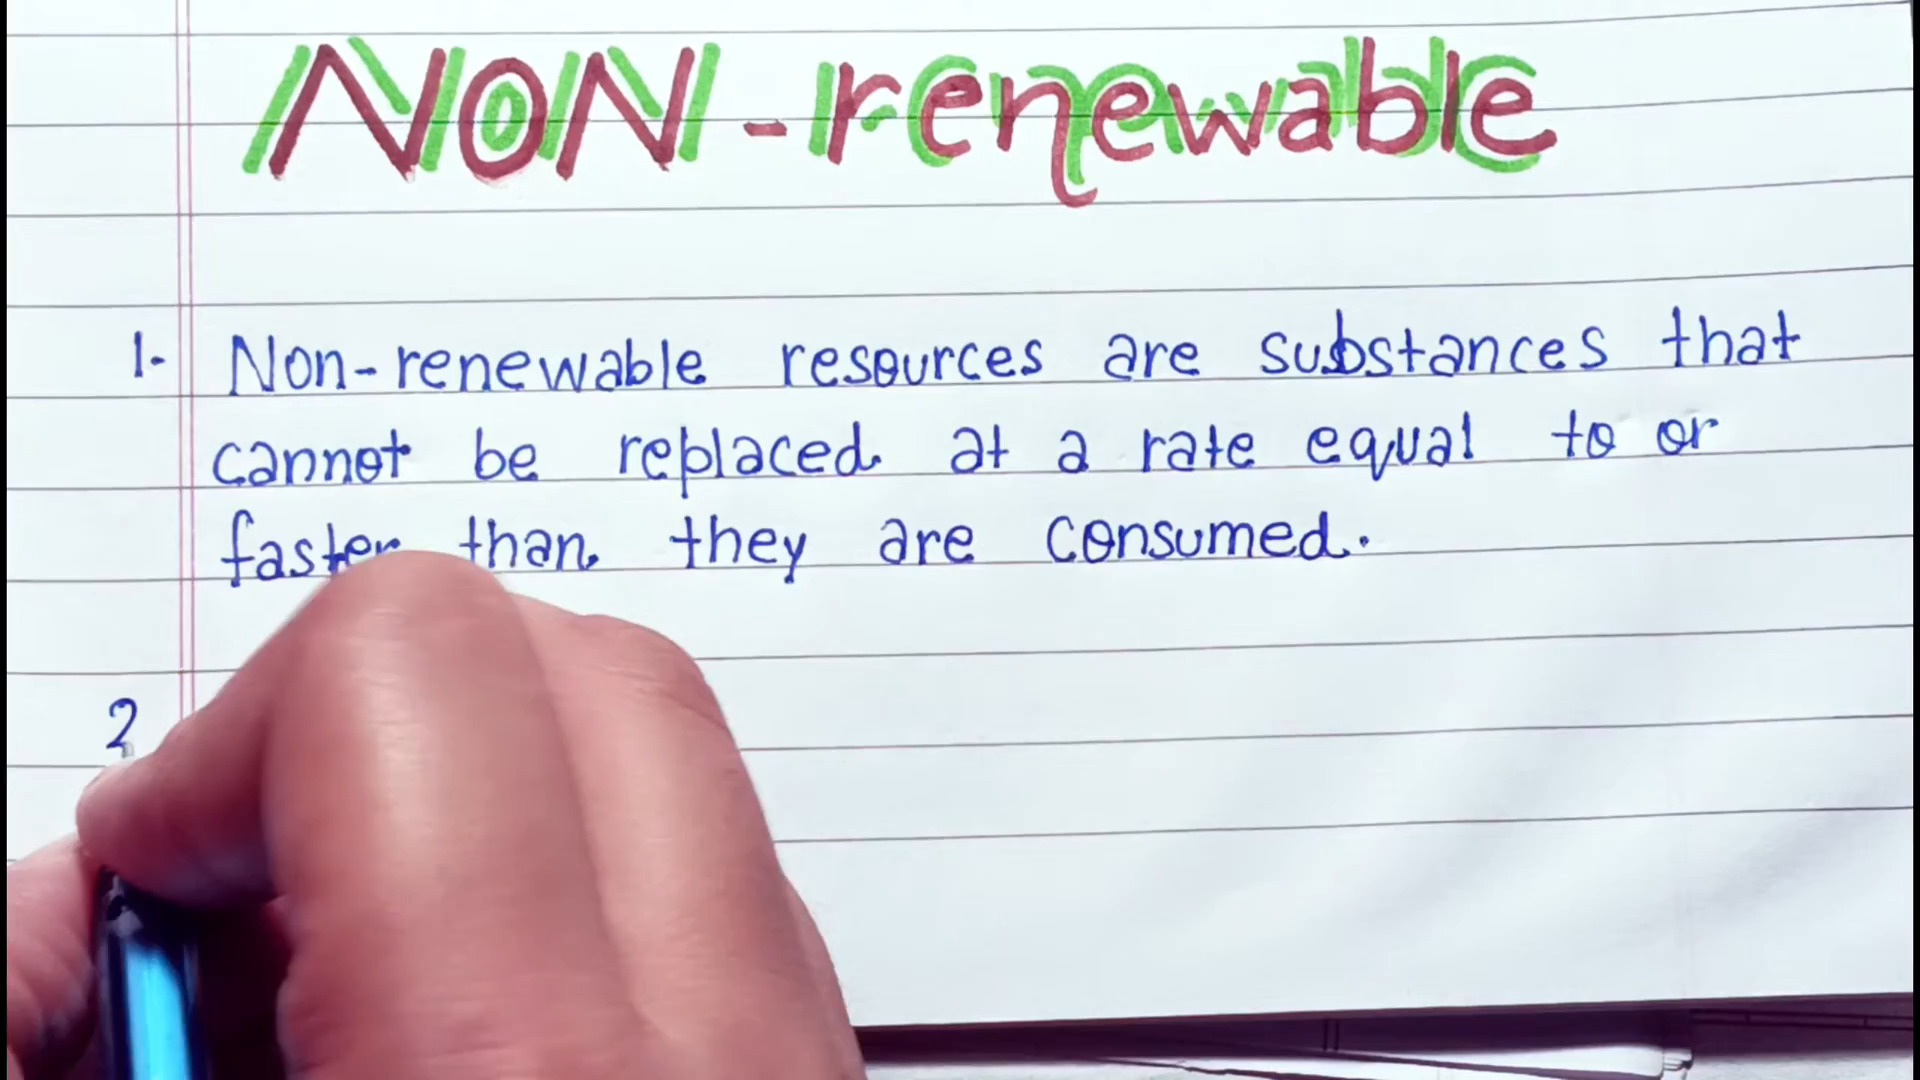 NON-renewable
1- Non-renewable resources are substances that
cannot be replaced at a rate equal to or
faster than they are consumed.
2